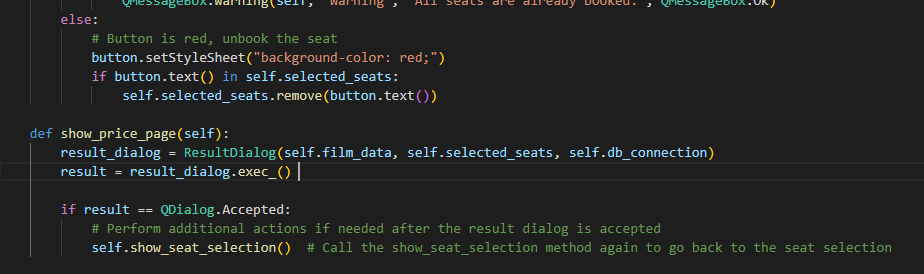 QMessageBox.warning(self, "Warning", "All seats are already booked.", QMessageBox.Ok)
else:
# Button is red, unbook the seat
button.setStyleSheet("background-color: red;")
if button.text() in self.selected_seats:
self.selected_seats.remove(button.text())
def show_price_page(self):
result_dialog = ResultDialog(self.film_data, self.selected_seats, self.db_connection)
result = result_dialog.exec_()
if result == QDialog.Accepted:
# Perform additional actions if needed after the result dialog is accepted
self.show_seat_selection()  # Call the show_seat_selection method again to go back to the seat selection